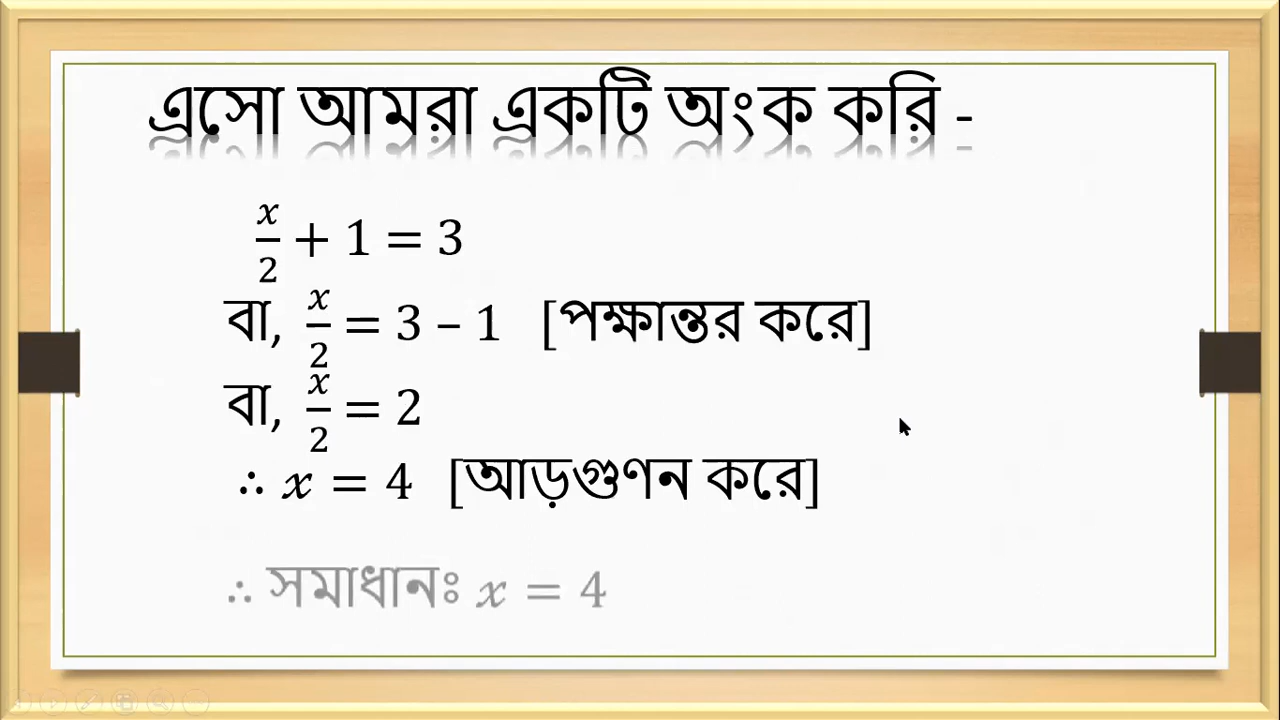 এসো আমরা একটি অংক করি -
x/2 + 1 = 3
বা, x/2 = 3 – 1 [পক্ষান্তর করে]
বা, x/2 = 2
∴ x = 4 [আড়গুণন করে]
∴ সমাধানঃ x = 4